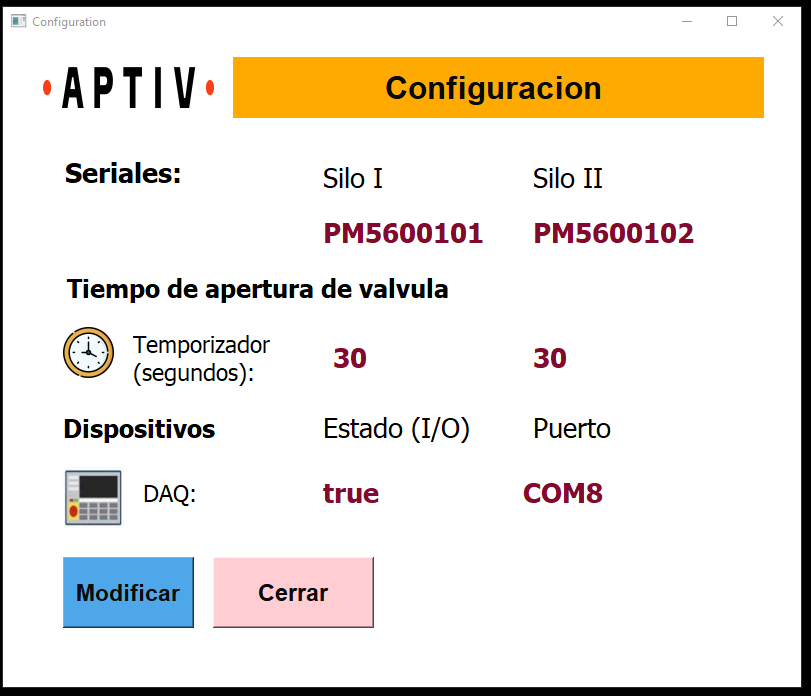 Configuration
• APTIV •
Configuracion
Seriales:
Silo I
Silo II
PM5600101
PM5600102
Tiempo de apertura de valvula
Temporizador
(segundos):
30
30
Dispositivos
Estado (I/O)
Puerto
DAQ:
true
COM8
Modificar
Cerrar